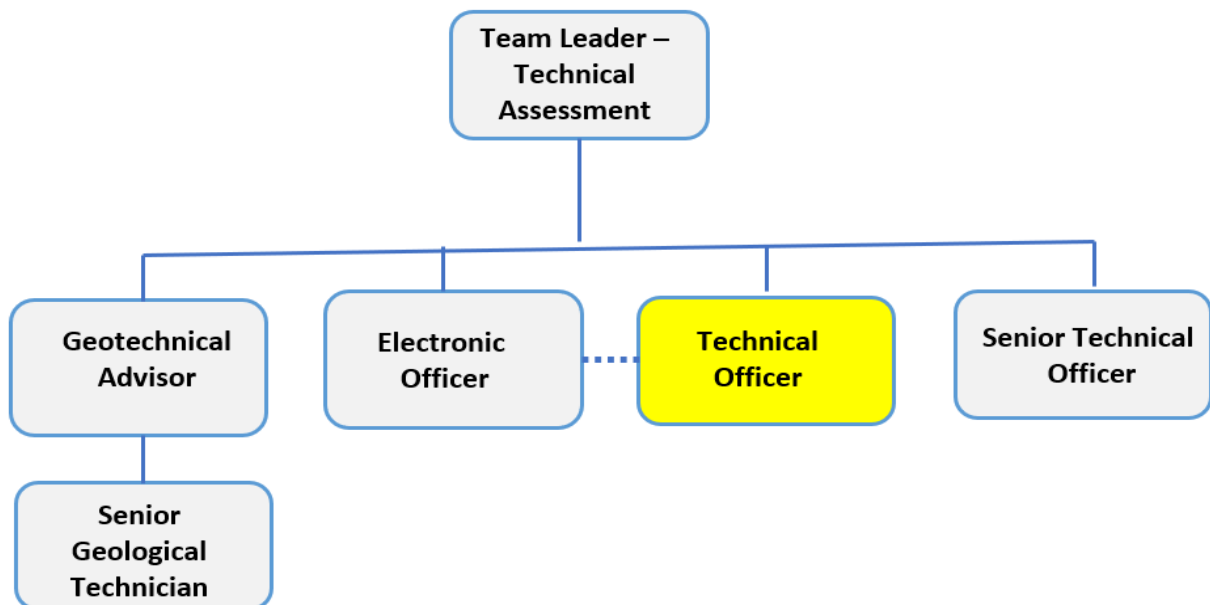 Team Leader –
Technical
Assessment
Geotechnical
Advisor
Electronic
Officer
Technical
Officer
Senior Technical
Officer
Senior
Geological
Technician